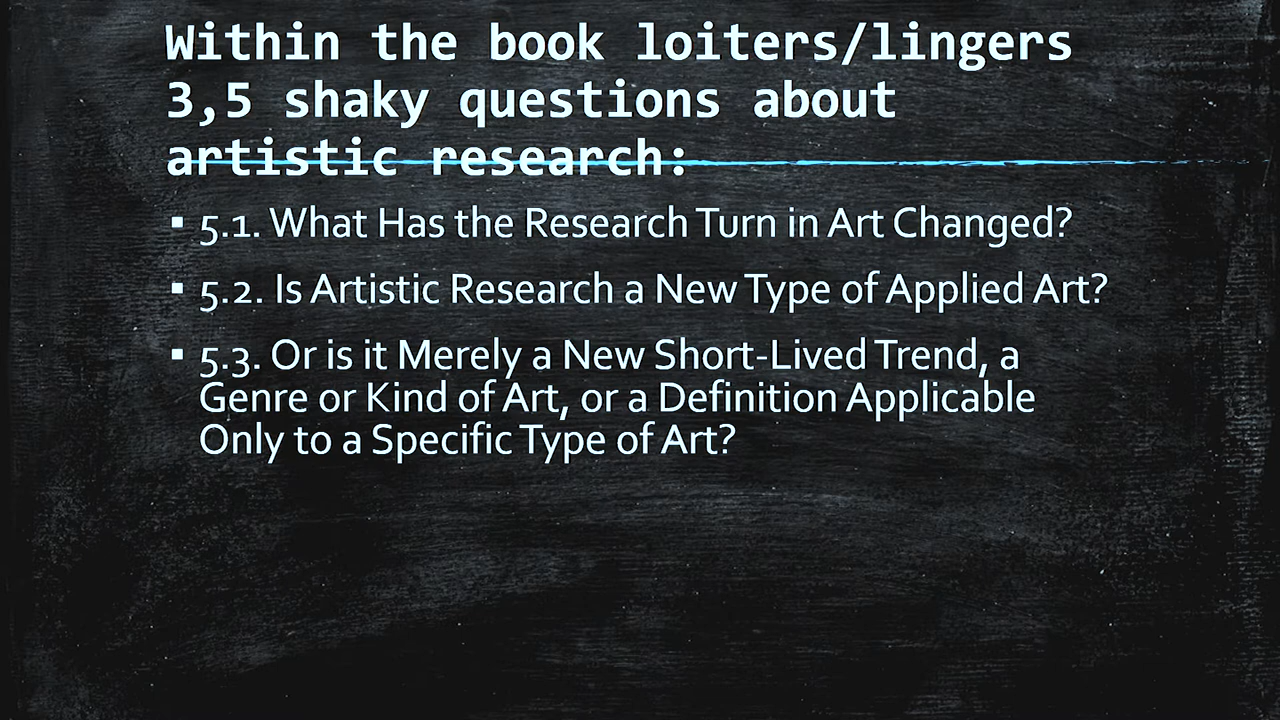 Within the book loiters/lingers
3,5 shaky questions about
artistic research:
▪ 5.1. What Has the Research Turn in Art Changed?
▪ 5.2. Is Artistic Research a New Type of Applied Art?
▪ 5.3. Or is it Merely a New Short-Lived Trend, a
Genre or Kind of Art, or a Definition Applicable
Only to a Specific Type of Art?